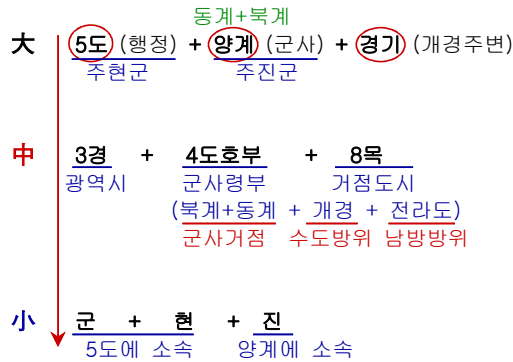 동계+북계
大 5도 (행정) + 양계 (군사) + 경기 (개경주변)
주현군 주진군
中 3경 + 4도호부 + 8목
광역시 군사령부 거점도시
(북계+동계 + 개경 + 전라도)
군사거점 수도방위 남방방위
小 군 + 현 + 진
5도에 소속 양계에 소속